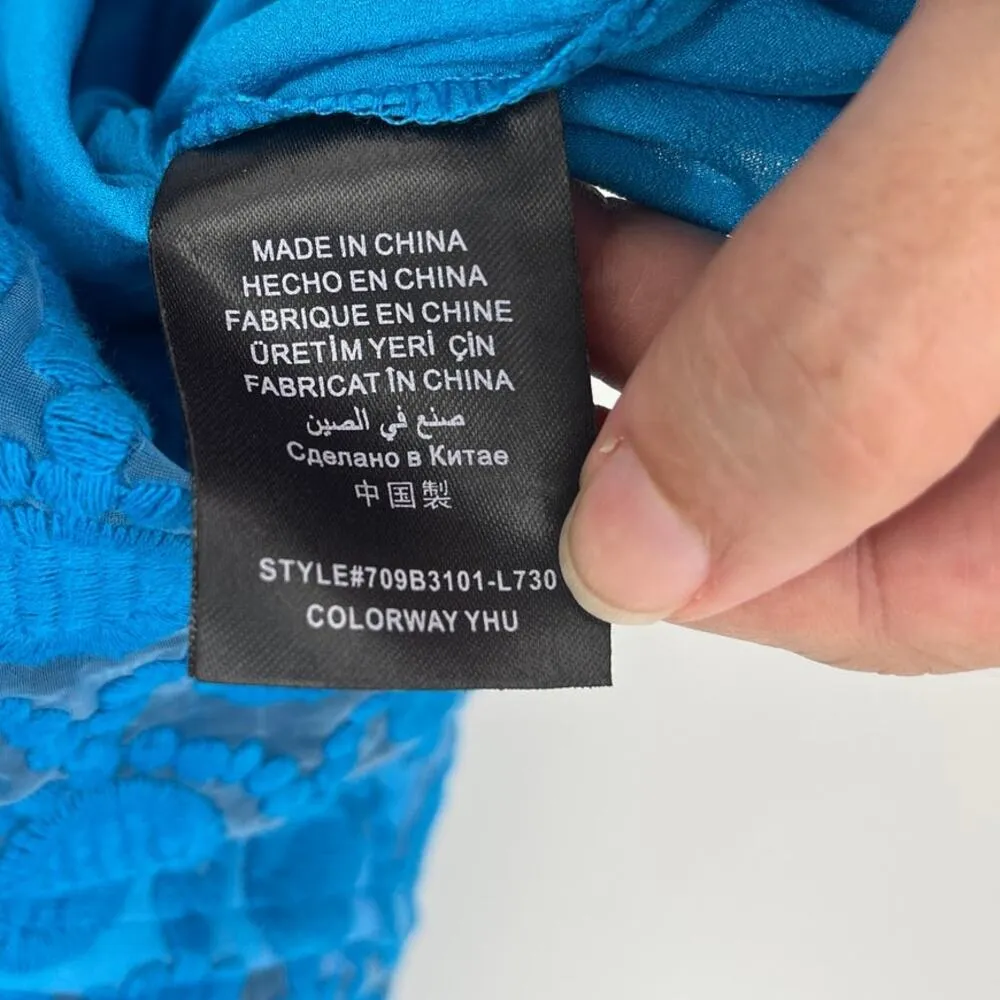 MADE IN CHINA
HECHO EN CHINA
FABRIQUE EN CHINE
ÜRETİM YERİ ÇİN
FABRICAT ÎN CHINA
صنع في الصين
Сделано в Китае
中国製
STYLE#709B3101-L730
COLORWAY YHU